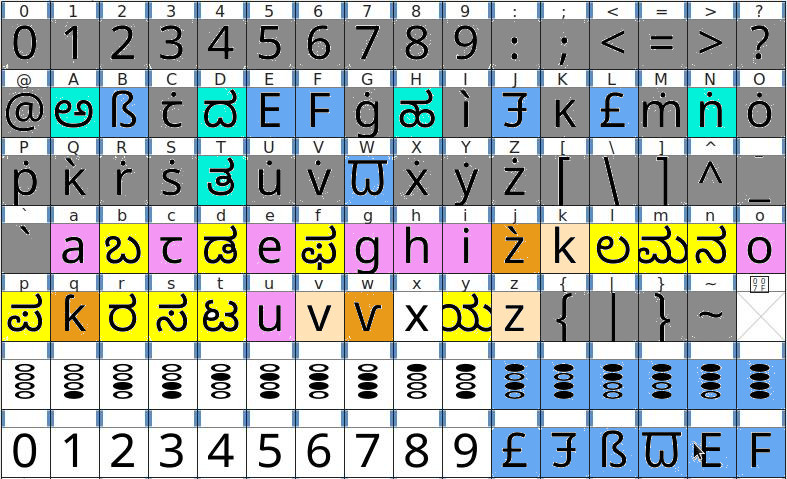 0 1 2 3 4 5 6 7 8 9 : ; < = > ?
0 1 2 3 4 5 6 7 8 9 : ; < = > ?
@ A B C D E F G H I J K L M N O
@ ಅ ß ċ ದ E F ġ ಹ ì Ɉ ĸ £ ṁ ṅ ȯ
P Q R S T U V W X Y Z [ \ ] ^ _
ṗ ṙ ṡ ತ ẋ ẏ ż [ \ ] ^ _
` a b c d e f g h i j k l m n o
` a ಬ ಡ e ಫ g h i k ಲ ಮ ನ o
p q r s t u v w x y z { | } ~
ಪ ರ ಸ ಟ u v x ಯ z { | } ~
0 1 2 3 4 5 6 7 8 9 £ ß E F